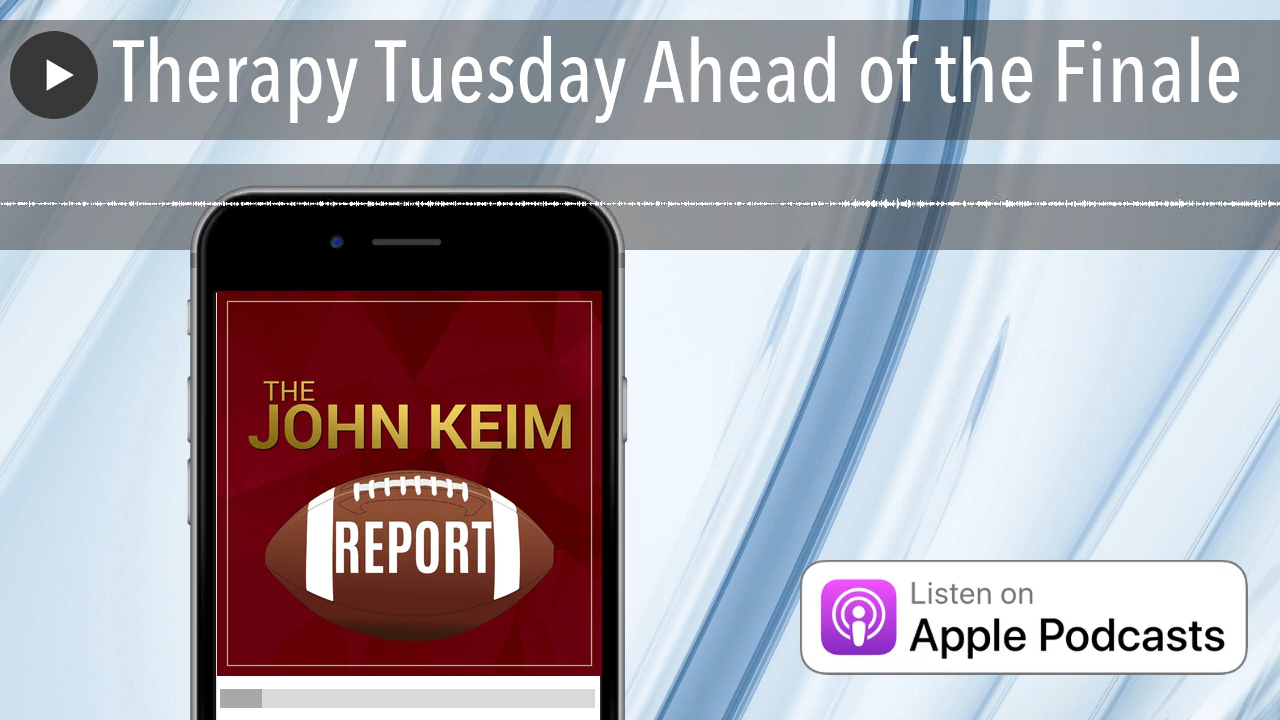 Therapy Tuesday Ahead of the Finale
THE
JOHN KEIM
REPORT
Listen on
Apple Podcasts